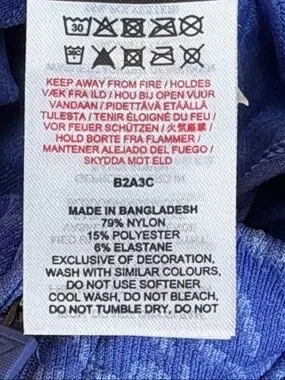 30
KEEP AWAY FROM FIRE / HOLDES
VÆK FRA ILD / HOU BIJ OPEN VUUR
VANDAAN / PIDETTÄVÄ ETÄÄLLÄ
TULESTA / TENIR ÉLOIGNÉ DU FEU /
VOR FEUER SCHÜTZEN / 火気厳禁 /
HOLD BORTE FRA FLAMMER /
MANTENER ALEJADO DEL FUEGO /
SKYDDA MOT ELD
B2A3C
MADE IN BANGLADESH
79% NYLON
15% POLYESTER
6% ELASTANE
EXCLUSIVE OF DECORATION,
WASH WITH SIMILAR COLOURS,
DO NOT USE SOFTENER
COOL WASH, DO NOT BLEACH,
DO NOT TUMBLE DRY, DO NOT